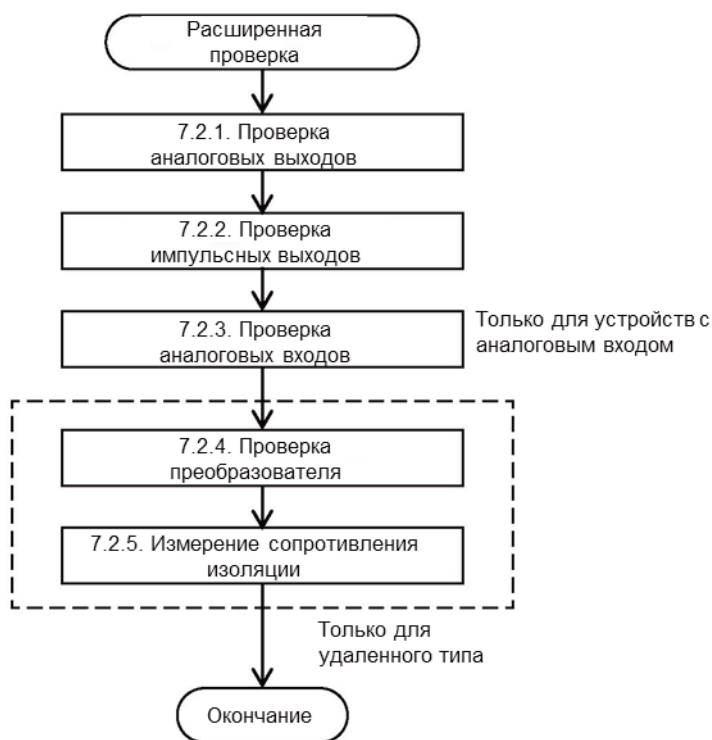 Расширенная
проверка
7.2.1. Проверка
аналоговых выходов
7.2.2. Проверка
импульсных выходов
7.2.3. Проверка
аналоговых входов
Только для устройств с
аналоговым входом
7.2.4. Проверка
преобразователя
7.2.5. Измерение сопротивления
изоляции
Только для
удаленного типа
Окончание